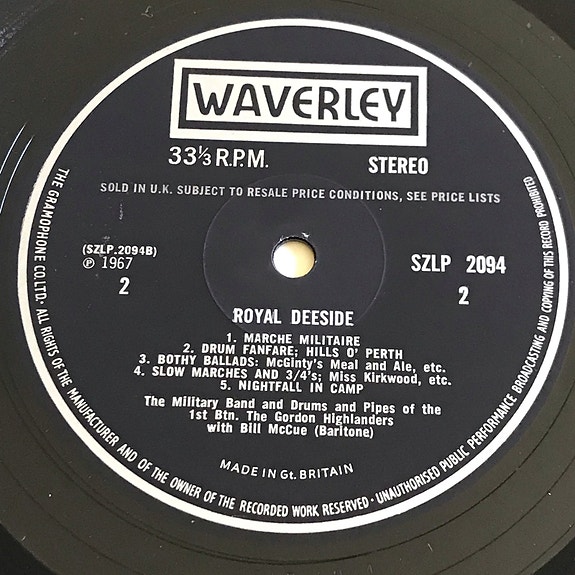 WAVERLEY
33⅓ R.P.M.
STEREO
SOLD IN U.K. SUBJECT TO RESALE PRICE CONDITIONS, SEE PRICE LISTS
(SZLP.2094B)
℗ 1967
2
SZLP 2094
2
ROYAL DEESIDE
1. MARCHE MILITAIRE
2. DRUM FANFARE; HILLS O' PERTH
3. BOTHY BALLADS: McGinty's Meal and Ale, etc.
4. SLOW MARCHES AND 3/4's; Miss Kirkwood, etc.
5. NIGHTFALL IN CAMP
The Military Band and Drums and Pipes of the
1st Btn. The Gordon Highlanders
with Bill McCue (Baritone)
MADE IN Gt. BRITAIN
THE GRAMOPHONE CO. LTD. · ALL RIGHTS OF THE MANUFACTURER AND OF THE OWNER OF THE RECORDED WORK RESERVED · UNAUTHORISED PUBLIC PERFORMANCE BROADCASTING AND COPYING OF THIS RECORD PROHIBITED